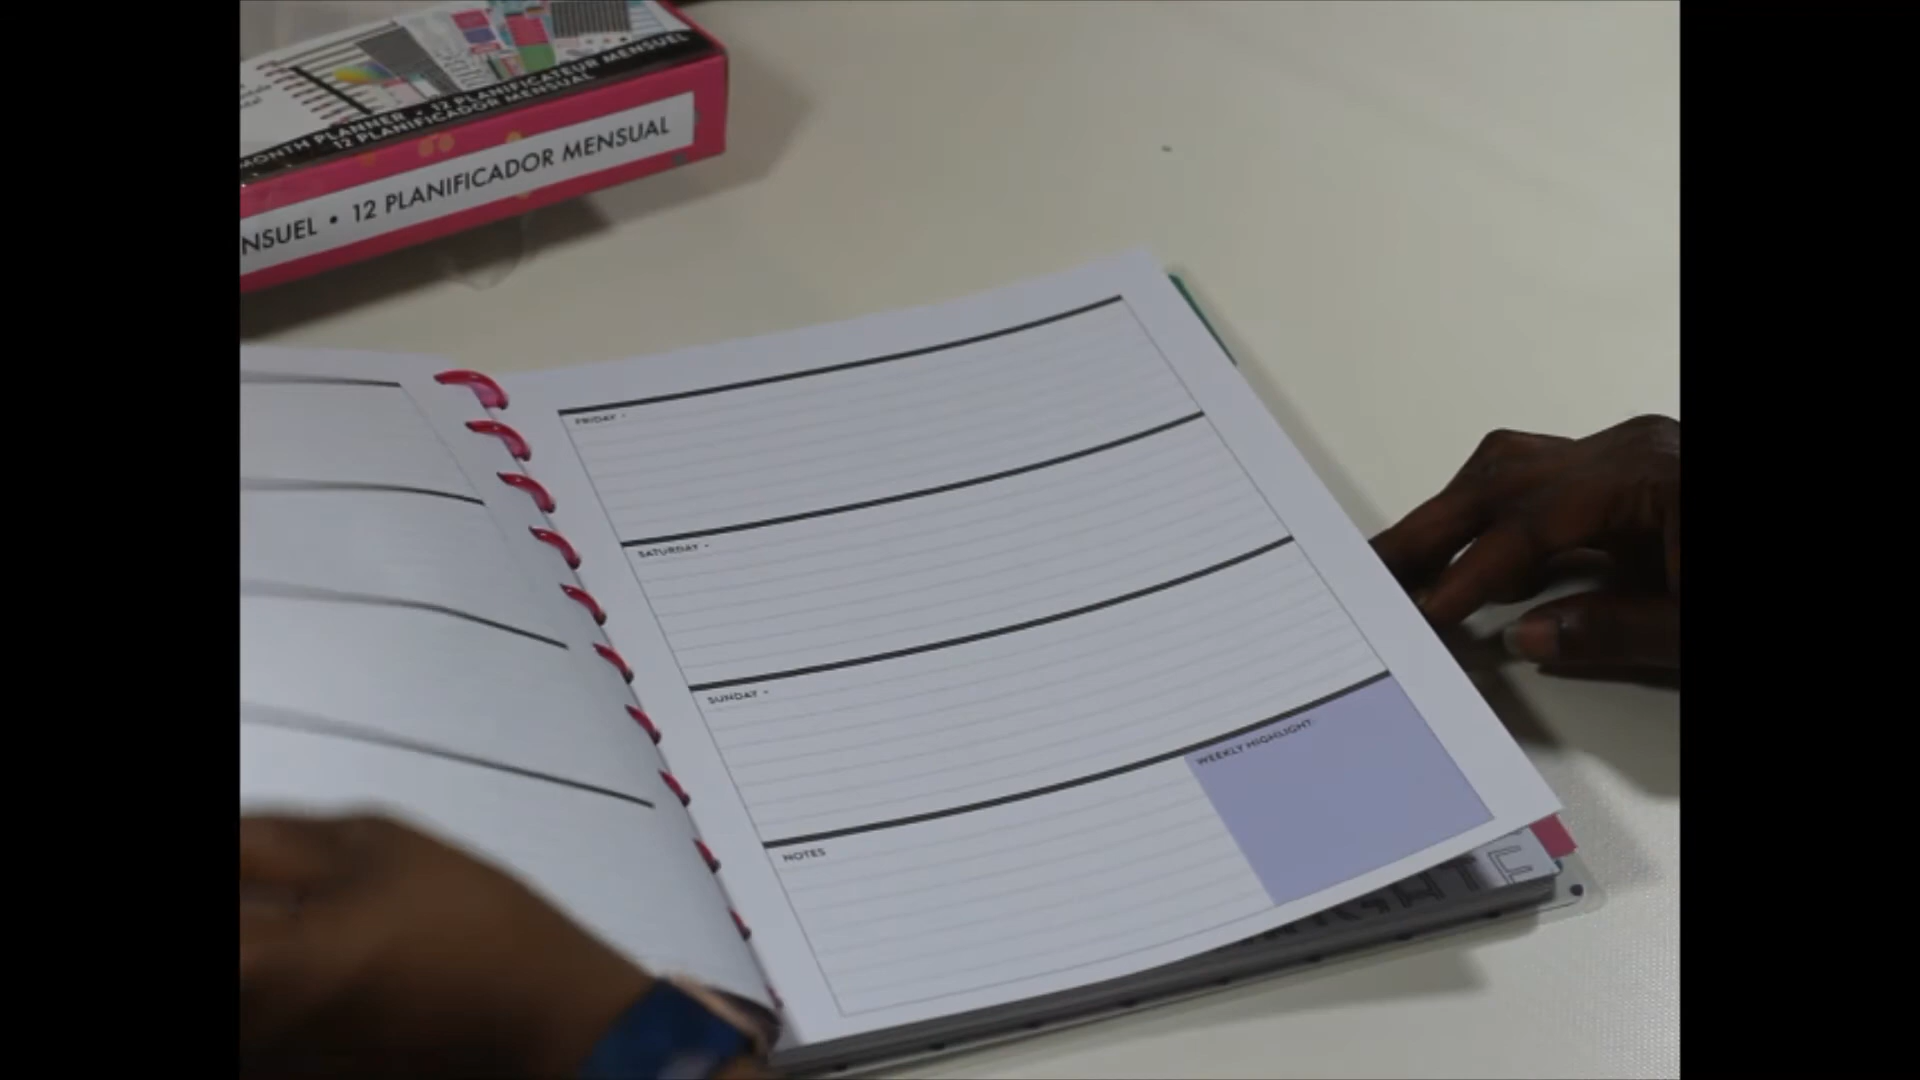 MONTH PLANNER • 12 PLANIFICATEUR MENSUEL
12 PLANIFICADOR MENSUAL
NSUEL • 12 PLANIFICADOR MENSUAL
FRIDAY •
SATURDAY •
SUNDAY •
WEEKLY HIGHLIGHT:
NOTES